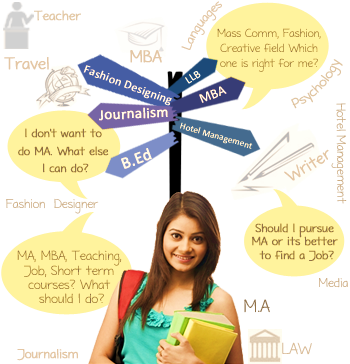 Teacher
MBA
Languages
Mass Comm, Fashion,
Creative field Which
one is right for me?
Travel
Fashion Designing
LLB
MBA
Psychology
Journalism
Hotel Management
Hotel Management
I don't want to
do MA. What else
I can do?
B.Ed
Writer
Fashion Designer
Should I pursue
MA or its better
to find a Job?
MA, MBA, Teaching,
Job, Short term
courses? What
should I do?
Media
M.A
LAW
Journalism